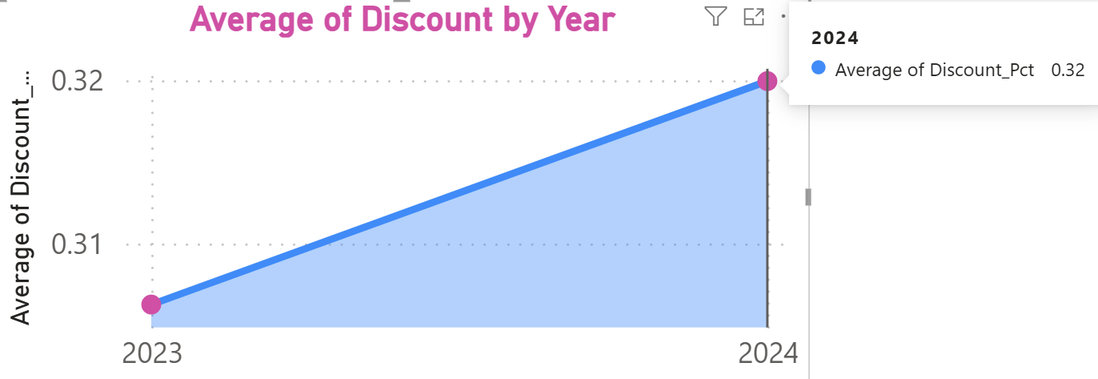 Average of Discount by Year
2024
Average of Discount_Pct 0.32
Average of Discount_...
0.32
0.31
2023
2024